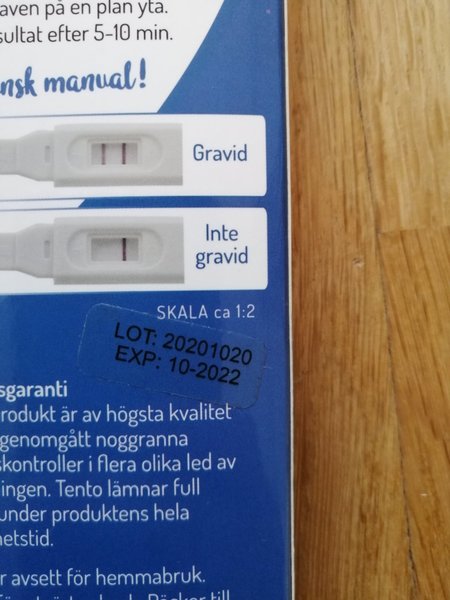 aven på en plan yta.
sultat efter 5-10 min.
nsk manual!
Gravid
Inte
gravid
SKALA ca 1:2
LOT: 20201020
EXP: 10-2022
sgaranti
rodukt är av högsta kvalitet
genomgått noggranna
skontroller i flera olika led av
ingen. Tento lämnar full
under produktens hela
hetstid.
r avsett för hemmabruk.